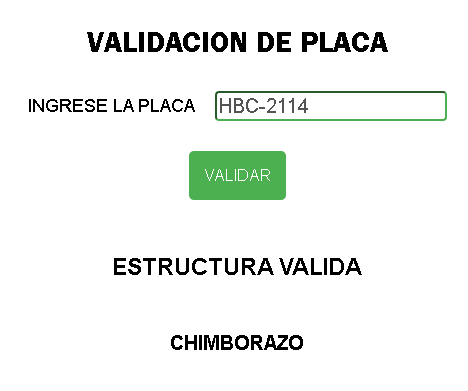 VALIDACION DE PLACA
INGRESE LA PLACA HBC-2114
VALIDAR
ESTRUCTURA VALIDA
CHIMBORAZO